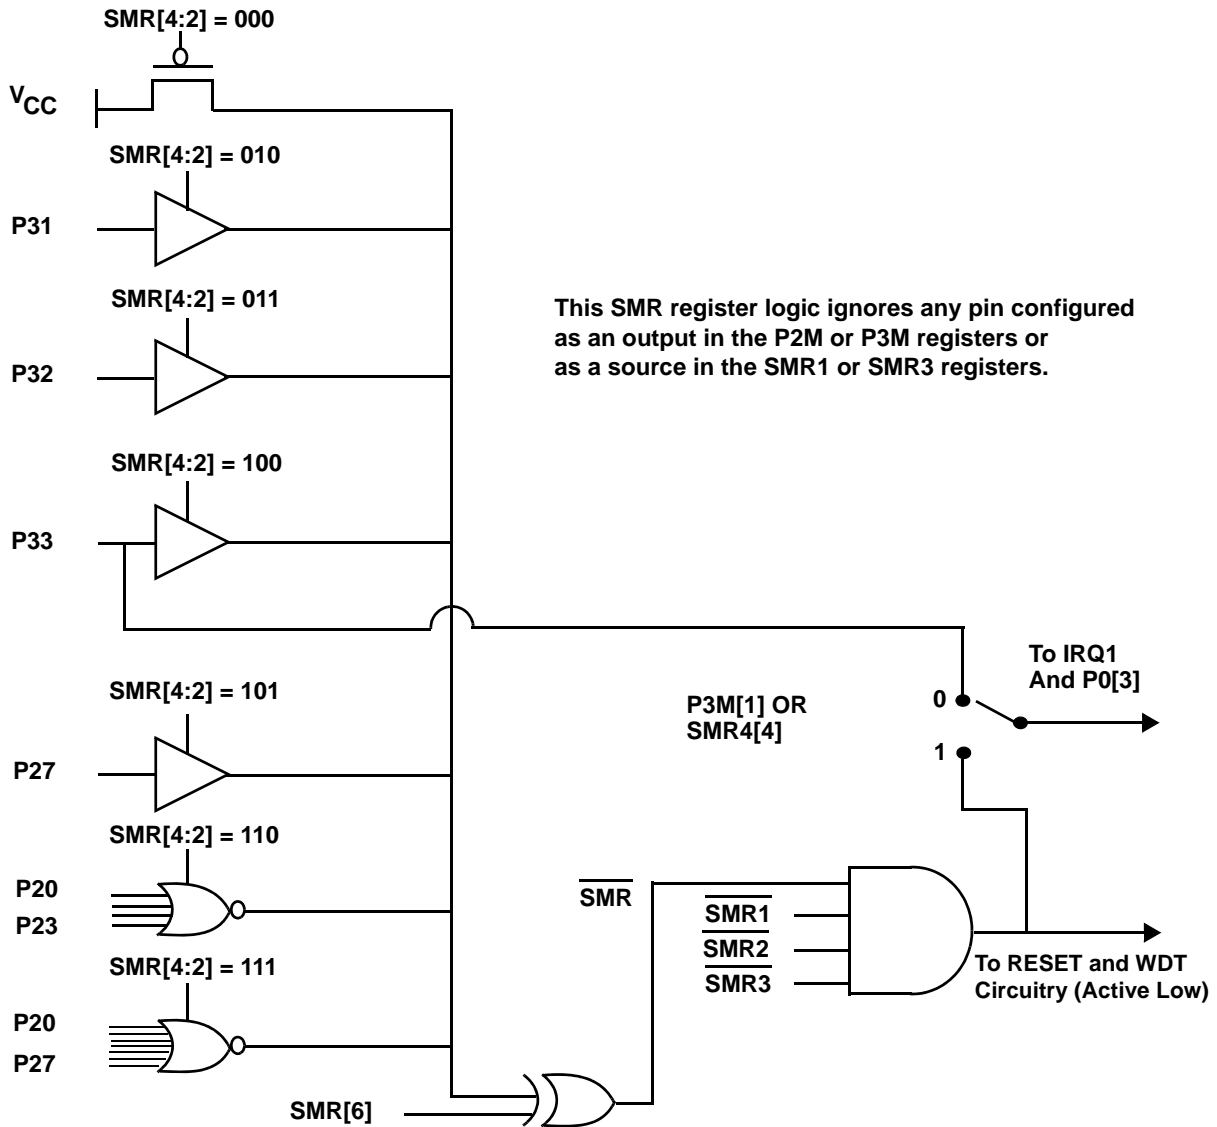 SMR[4:2] = 000
VCC
SMR[4:2] = 010
P31
SMR[4:2] = 011
P32
This SMR register logic ignores any pin configured
as an output in the P2M or P3M registers or
as a source in the SMR1 or SMR3 registers.
SMR[4:2] = 100
P33
To IRQ1
And P0[3]
SMR[4:2] = 101
P3M[1] OR
SMR4[4]
0
1
P27
SMR[4:2] = 110
P20
P23
SMR
SMR1
SMR2
SMR3
To RESET and WDT
Circuitry (Active Low)
SMR[4:2] = 111
P20
P27
SMR[6]